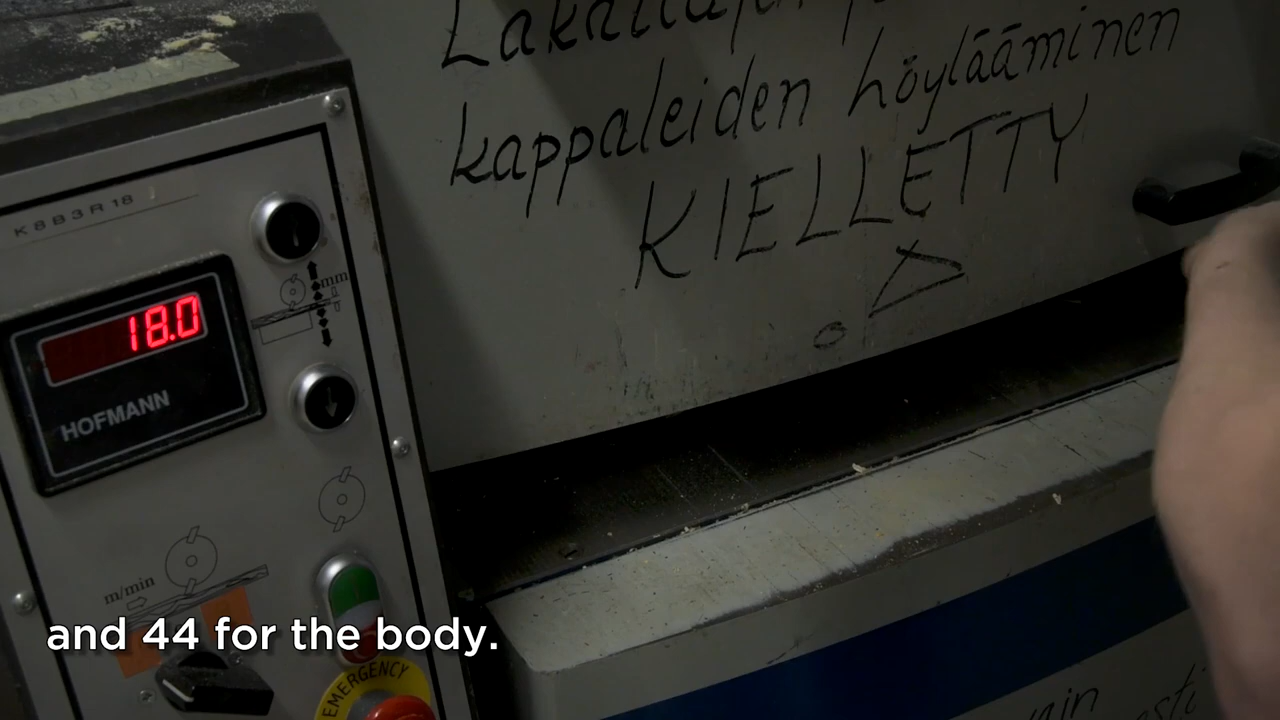 kappaleiden höylääminen
KIELLETTY
K8B3R18
mm
18.0
HOFMANN
m/min
EMERGENCY
and 44 for the body.